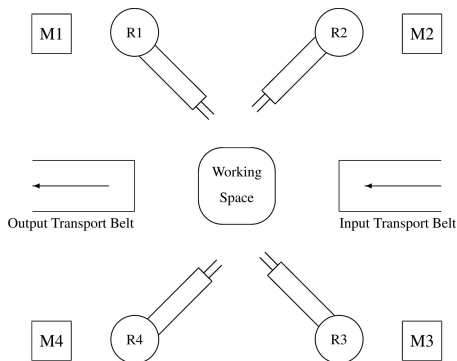 M1
R1
R2
M2
Working
Space
Output Transport Belt
Input Transport Belt
M4
R4
R3
M3